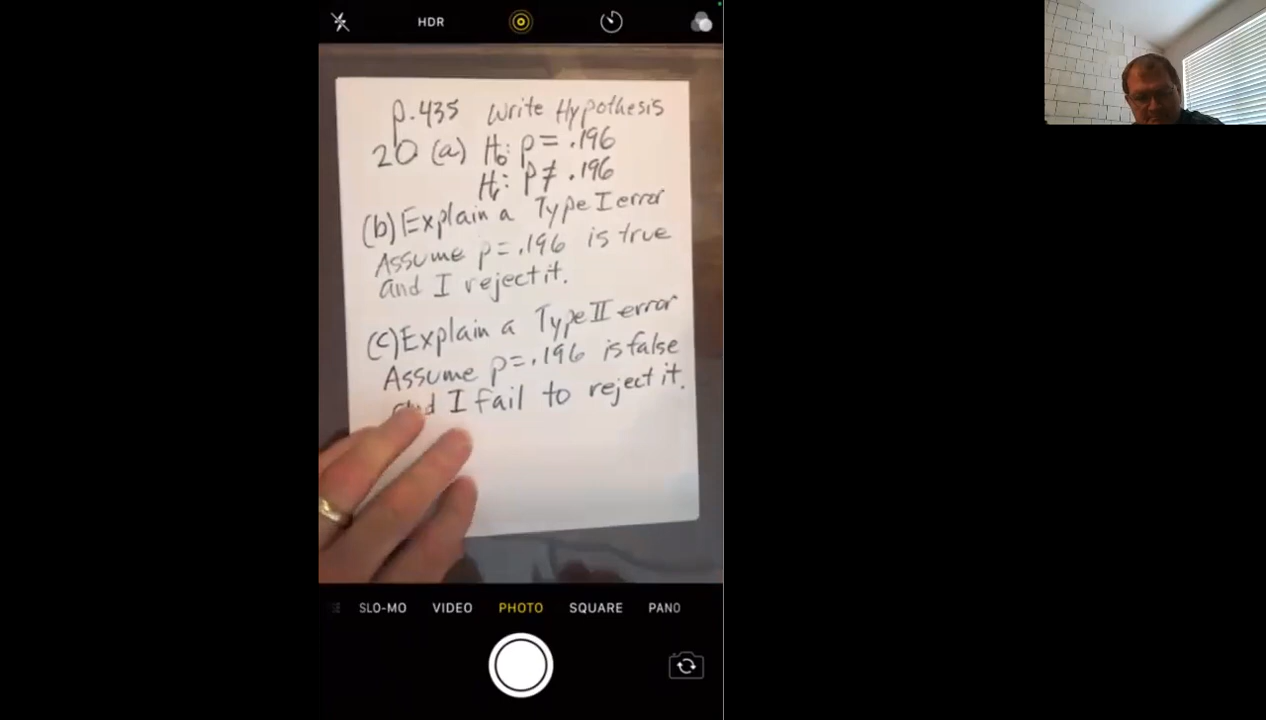 HDR
p.435 Write Hypothesis
20 (a) H₀: p = .196
H₁: p ≠ .196
(b) Explain a Type I error
Assume p = .196 is true
and I reject it.
(c) Explain a Type II error
Assume p = .196 is false
and I fail to reject it.
SLO-MO VIDEO PHOTO SQUARE PANO